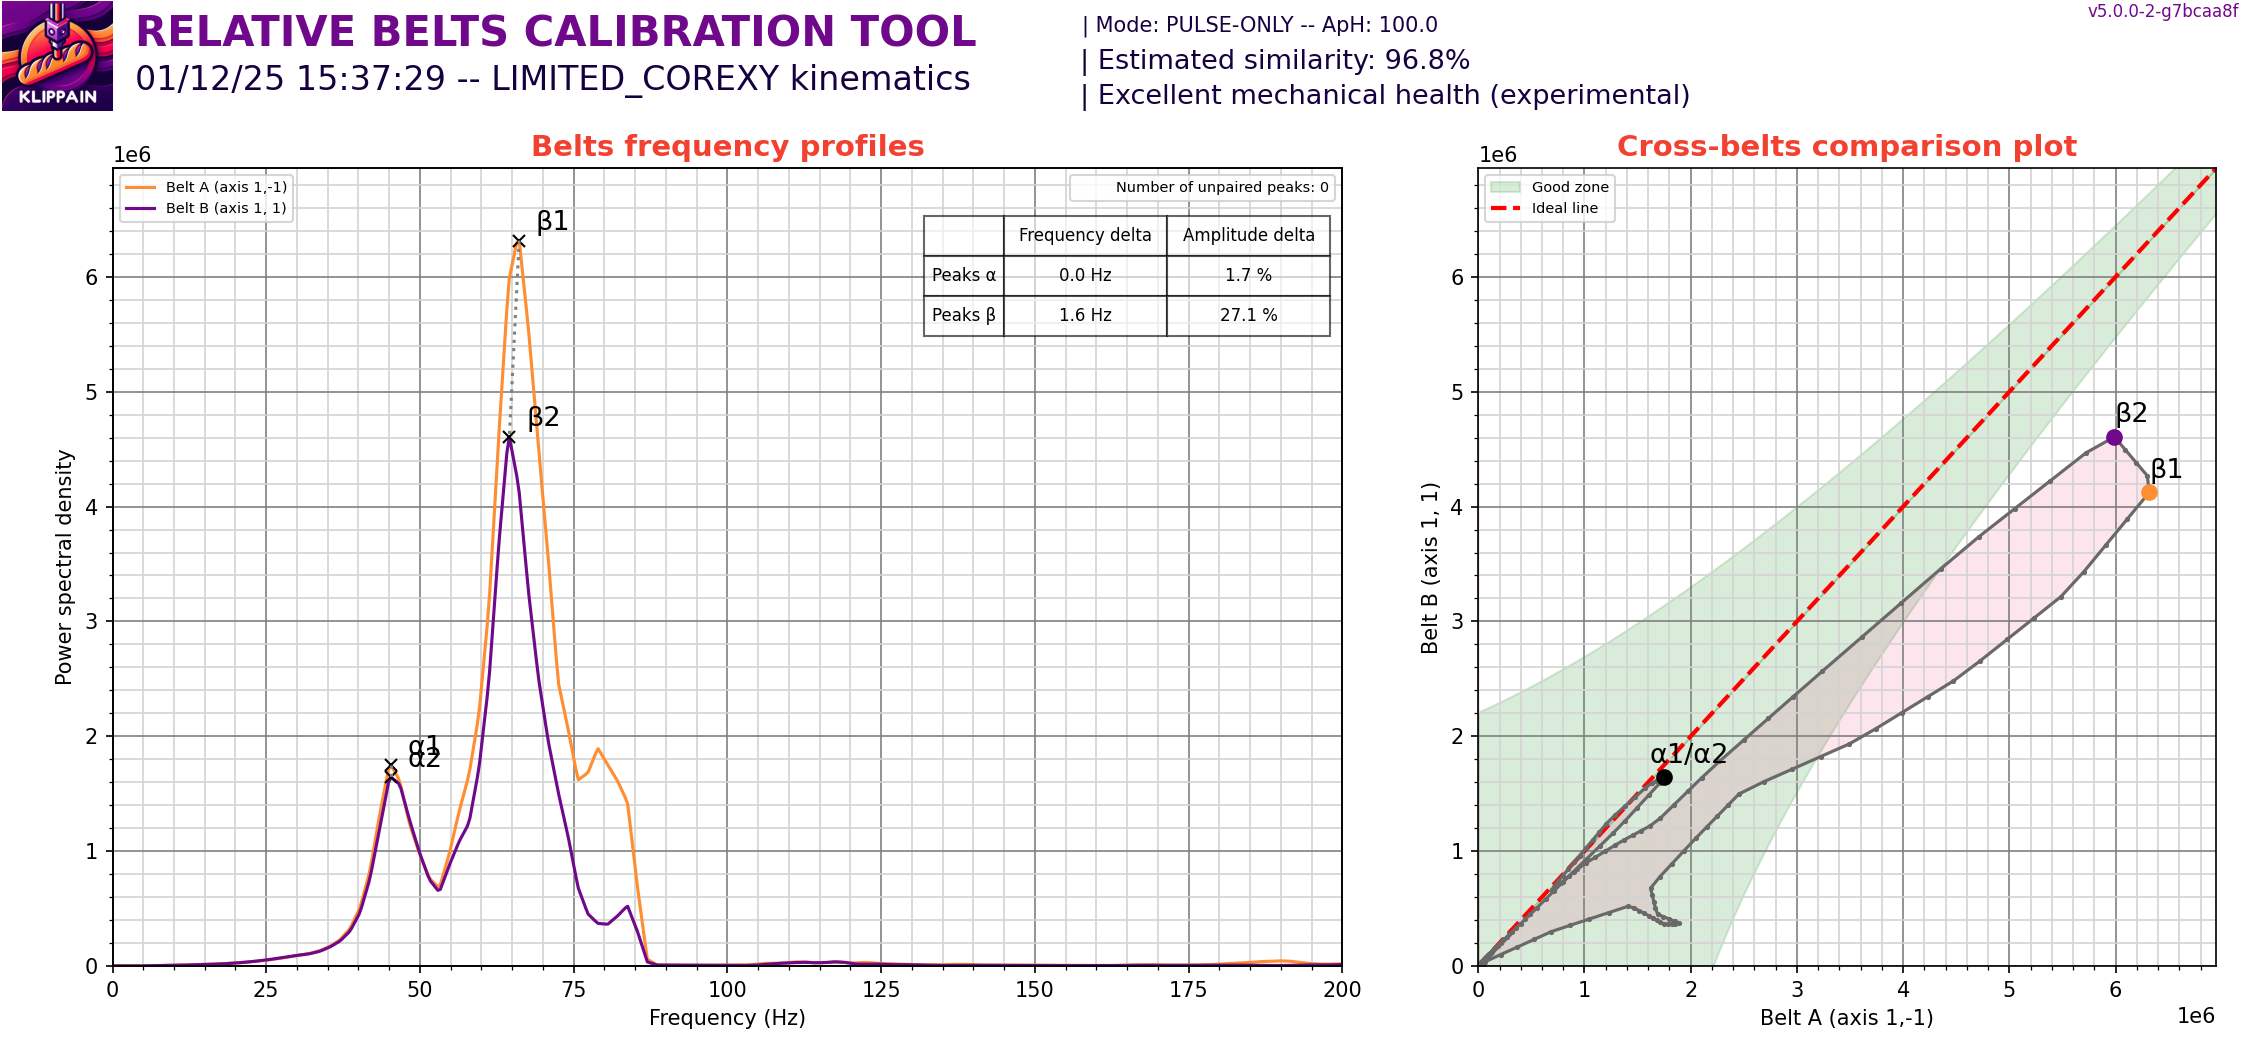 KLIPPAIN
RELATIVE BELTS CALIBRATION TOOL
01/12/25 15:37:29 -- LIMITED_COREXY kinematics
| Mode: PULSE-ONLY -- ApH: 100.0
| Estimated similarity: 96.8%
| Excellent mechanical health (experimental)
v5.0.0-2-g7bcaa8f
Belts frequency profiles
1e6
Belt A (axis 1,-1)
Belt B (axis 1, 1)
Number of unpaired peaks: 0
Frequency delta Amplitude delta
Peaks α 0.0 Hz 1.7 %
Peaks β 1.6 Hz 27.1 %
β1
β2
α1
α2
Power spectral density
6
5
4
3
2
1
0
0 25 50 75 100 125 150 175 200
Frequency (Hz)
Cross-belts comparison plot
1e6
Good zone
Ideal line
β2
β1
α1/α2
Belt B (axis 1, 1)
6
5
4
3
2
1
0
0 1 2 3 4 5 6
Belt A (axis 1,-1)
1e6